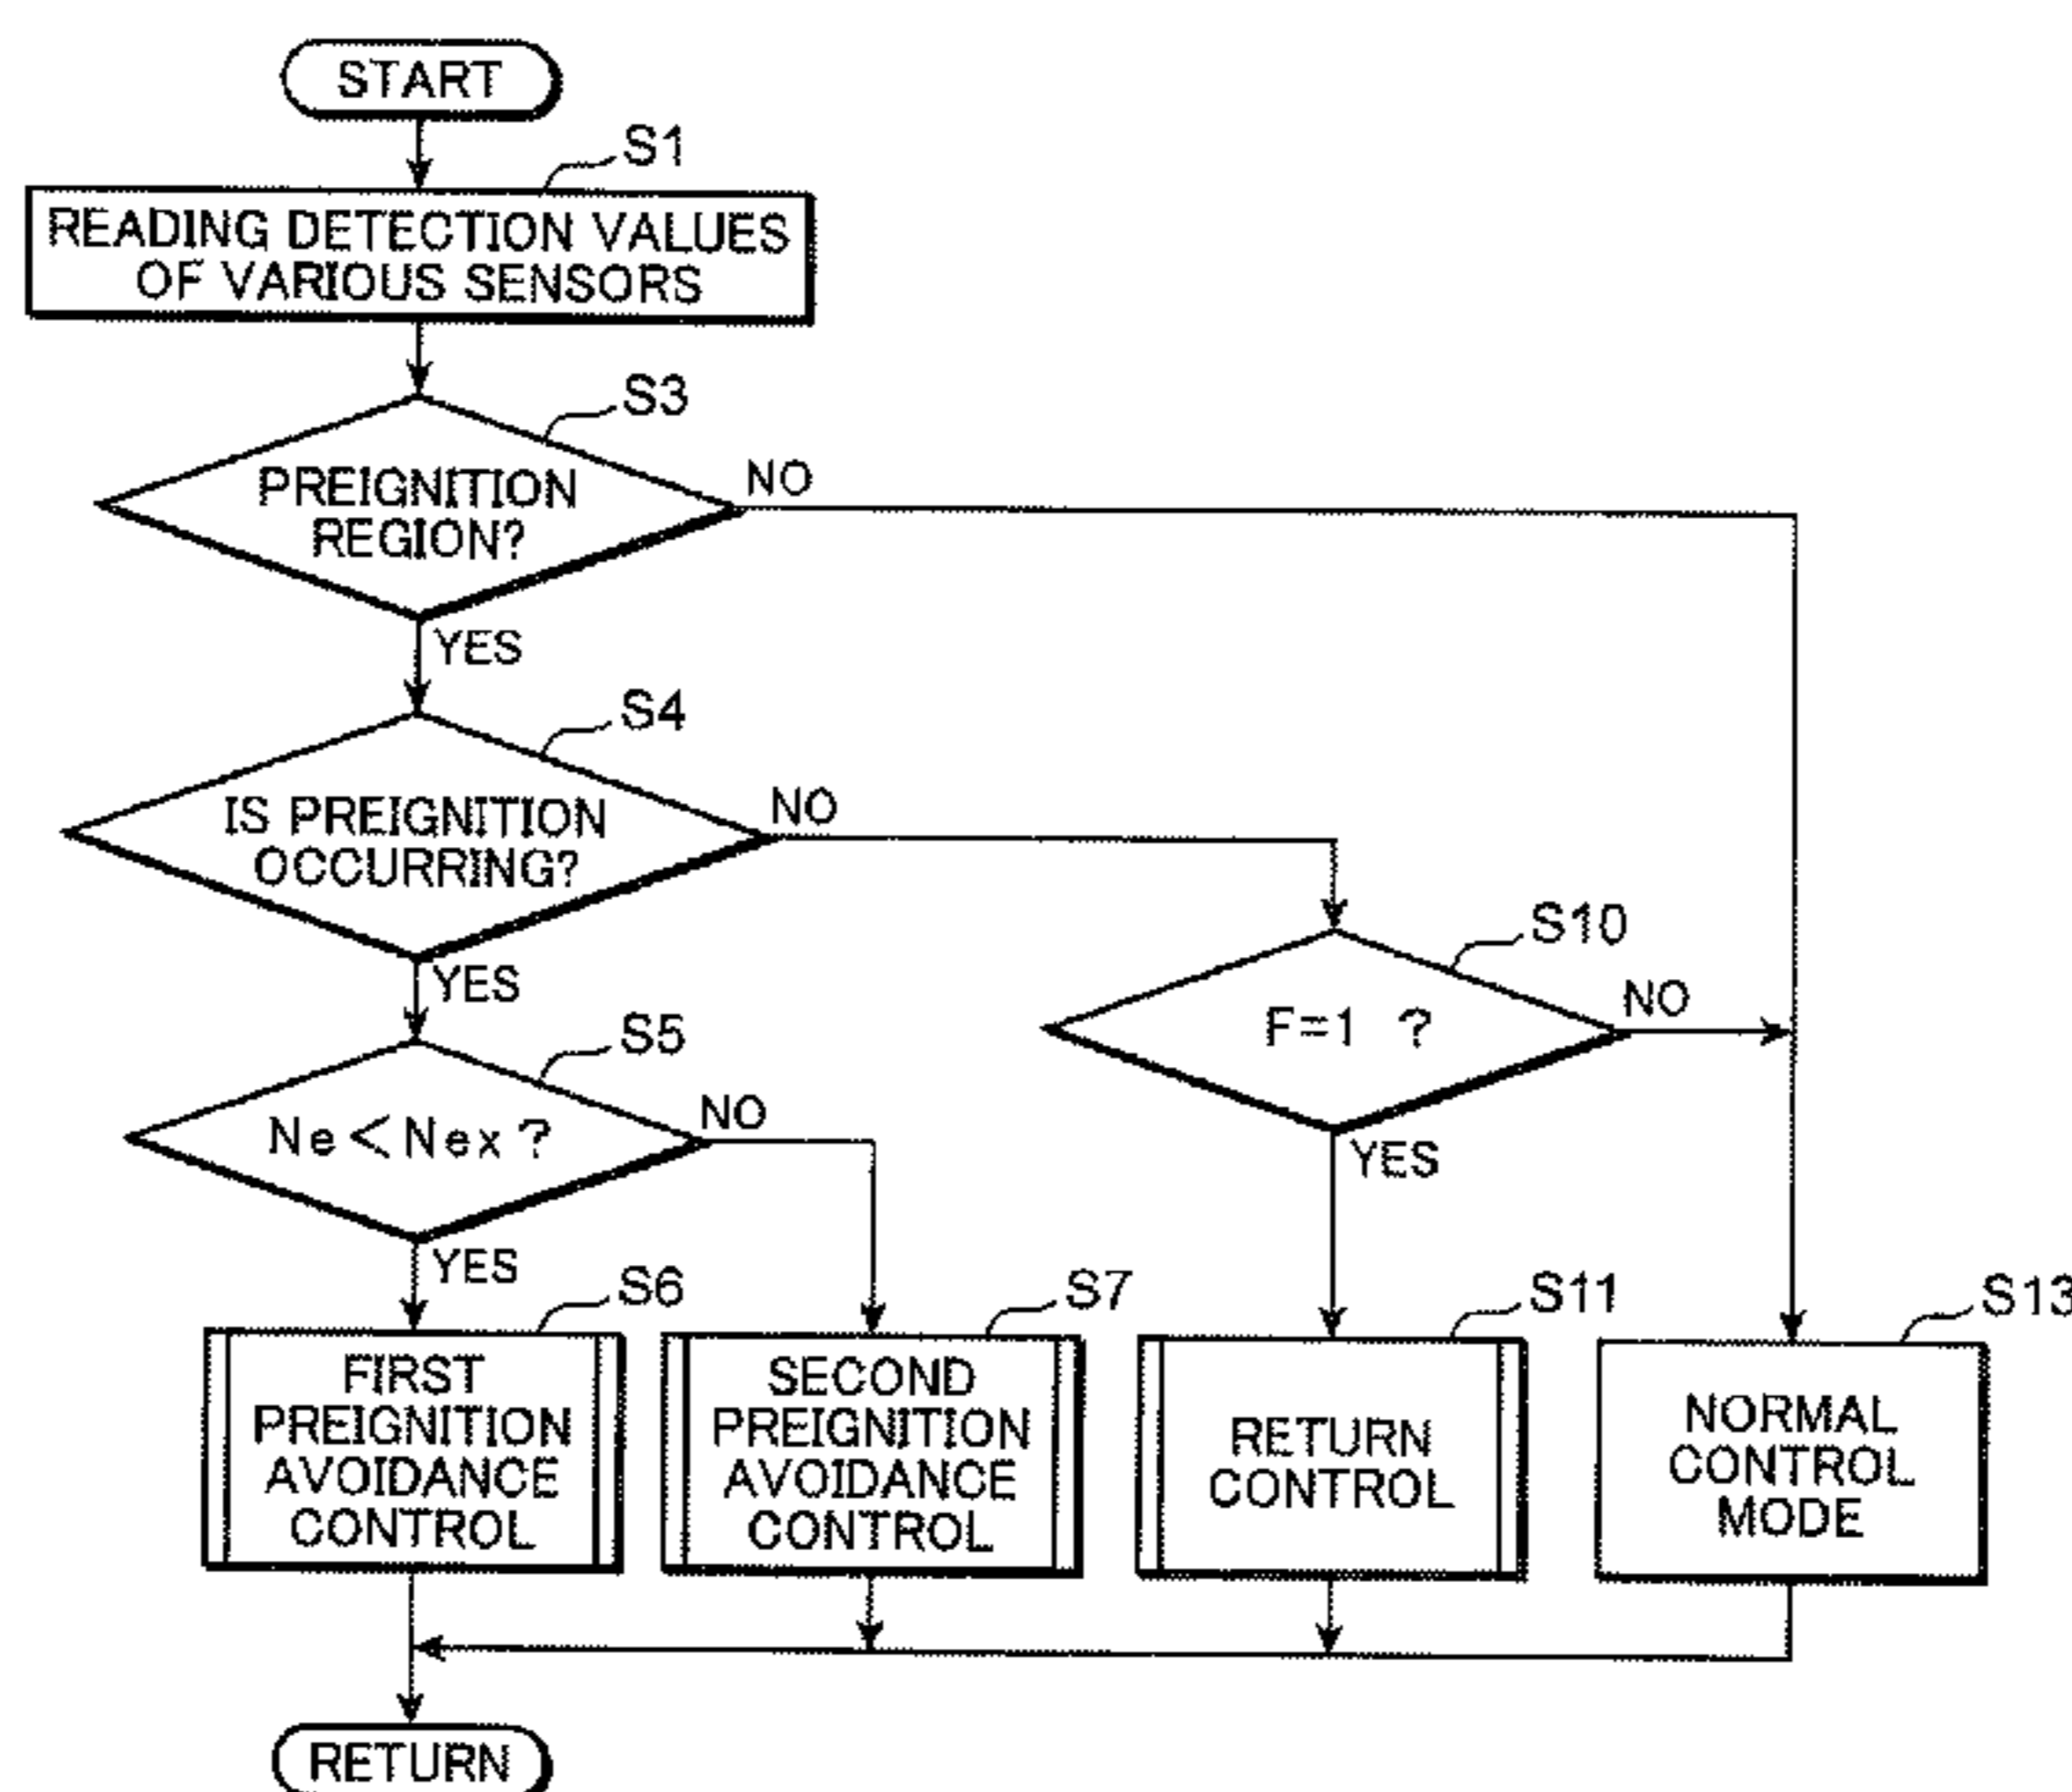 START
S1
READING DETECTION VALUES
OF VARIOUS SENSORS
S3
PREIGNITION
REGION?
NO
YES
S4
IS PREIGNITION
OCCURRING?
NO
YES
S10
F=1 ?
NO
YES
S5
Ne<Nex?
NO
YES
S6
FIRST
PREIGNITION
AVOIDANCE
CONTROL
S7
SECOND
PREIGNITION
AVOIDANCE
CONTROL
S11
RETURN
CONTROL
S13
NORMAL
CONTROL
MODE
RETURN